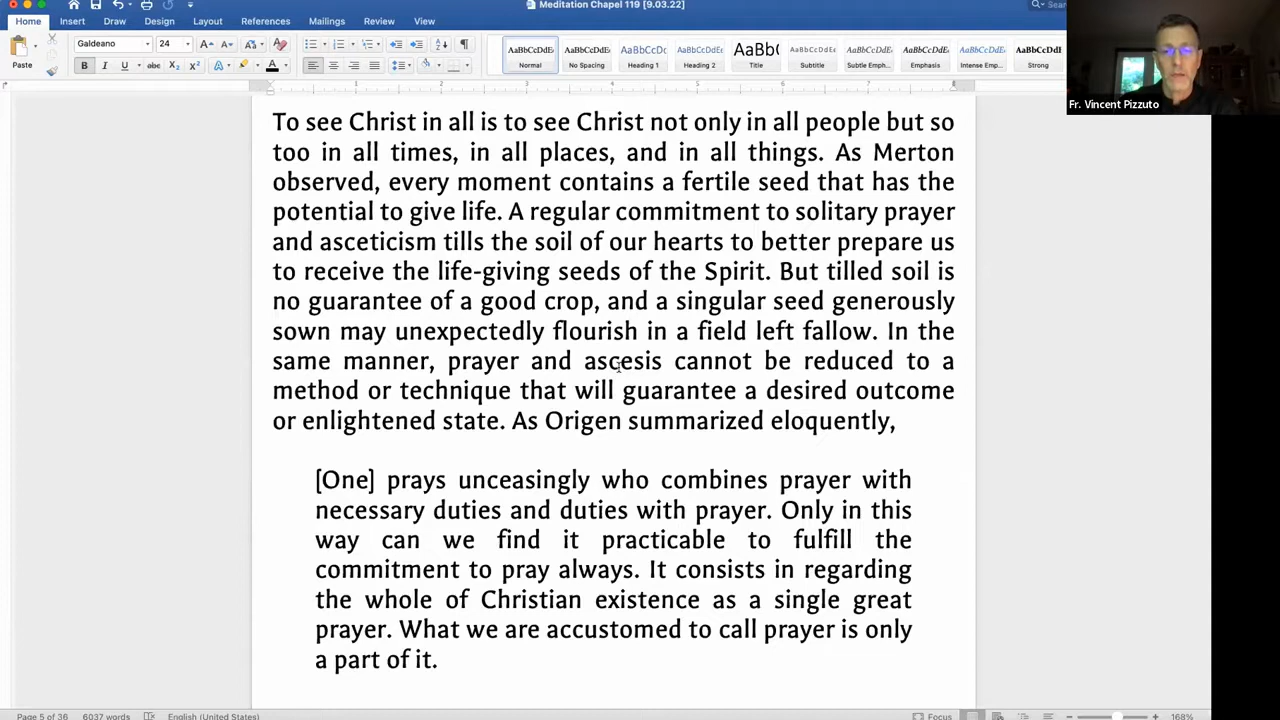 Meditation Chapel 119 [9.03.22]
Home Insert Draw Design Layout References Mailings Review View
Fr. Vincent Pizzuto
Galdeano 24
Paste
AaBbCcDdEe AaBbCcDdEe AaBbCcDc AaBbCcDdEe AaBb( AaBbCcDdEe AaBbCcDdEe AaBbCcDdEe AaBbCcDdEe AaBbCcDdE
Normal No Spacing Heading 1 Heading 2 Title Subtitle Subtle Emph... Emphasis Intense Emp... Strong
To see Christ in all is to see Christ not only in all people but so
too in all times, in all places, and in all things. As Merton
observed, every moment contains a fertile seed that has the
potential to give life. A regular commitment to solitary prayer
and asceticism tills the soil of our hearts to better prepare us
to receive the life-giving seeds of the Spirit. But tilled soil is
no guarantee of a good crop, and a singular seed generously
sown may unexpectedly flourish in a field left fallow. In the
same manner, prayer and ascesis cannot be reduced to a
method or technique that will guarantee a desired outcome
or enlightened state. As Origen summarized eloquently,
[One] prays unceasingly who combines prayer with
necessary duties and duties with prayer. Only in this
way can we find it practicable to fulfill the
commitment to pray always. It consists in regarding
the whole of Christian existence as a single great
prayer. What we are accustomed to call prayer is only
a part of it.
Page 5 of 36 6037 words English (United States) Focus 168%